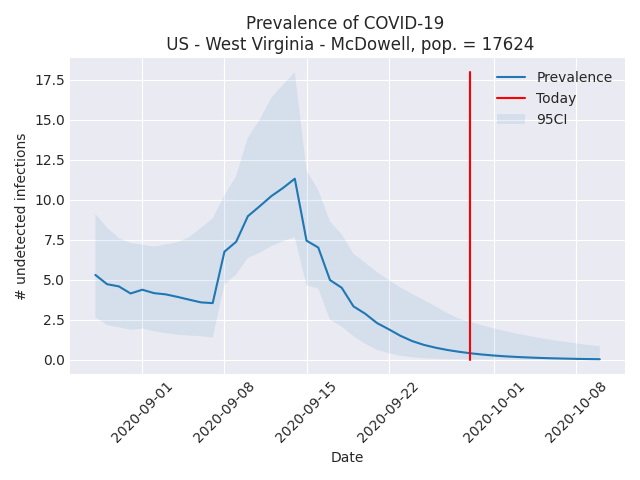 Prevalence of COVID-19
US - West Virginia - McDowell, pop. = 17624
17.5
15.0
12.5
10.0
7.5
5.0
2.5
0.0
# undetected infections
Prevalence
Today
95CI
2020-09-01
2020-09-08
2020-09-15
2020-09-22
2020-10-01
2020-10-08
Date